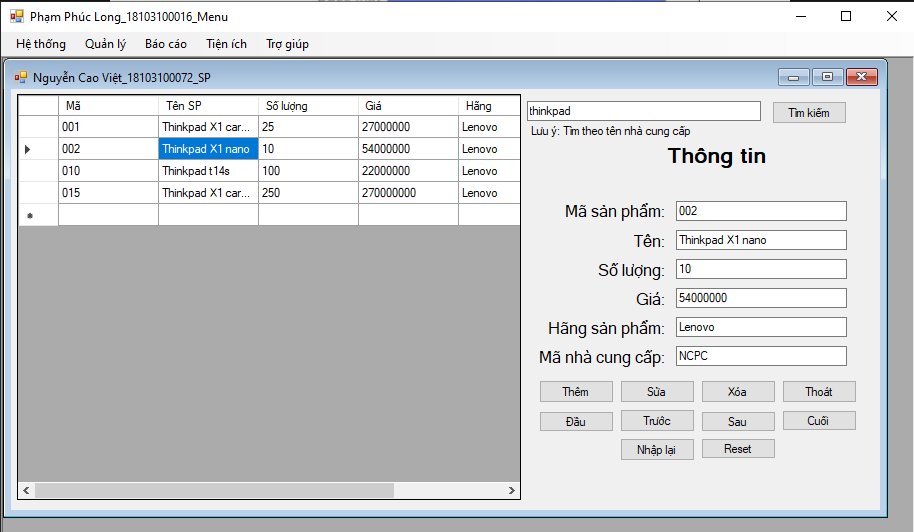 Phạm Phúc Long_18103100016_Menu
Hệ thống Quản lý Báo cáo Tiện ích Trợ giúp
Nguyễn Cao Việt_18103100072_SP
Mã Tên SP Số lượng Giá Hãng
001 Thinkpad X1 car... 25 27000000 Lenovo
002 Thinkpad X1 nano 10 54000000 Lenovo
010 Thinkpad t14s 100 22000000 Lenovo
015 Thinkpad X1 car... 250 270000000 Lenovo
thinkpad Tìm kiếm
Lưu ý: Tìm theo tên nhà cung cấp
Thông tin
Mã sản phẩm: 002
Tên: Thinkpad X1 nano
Số lượng: 10
Giá: 54000000
Hãng sản phẩm: Lenovo
Mã nhà cung cấp: NCPC
Thêm Sửa Xóa Thoát
Đầu Trước Sau Cuối
Nhập lại Reset